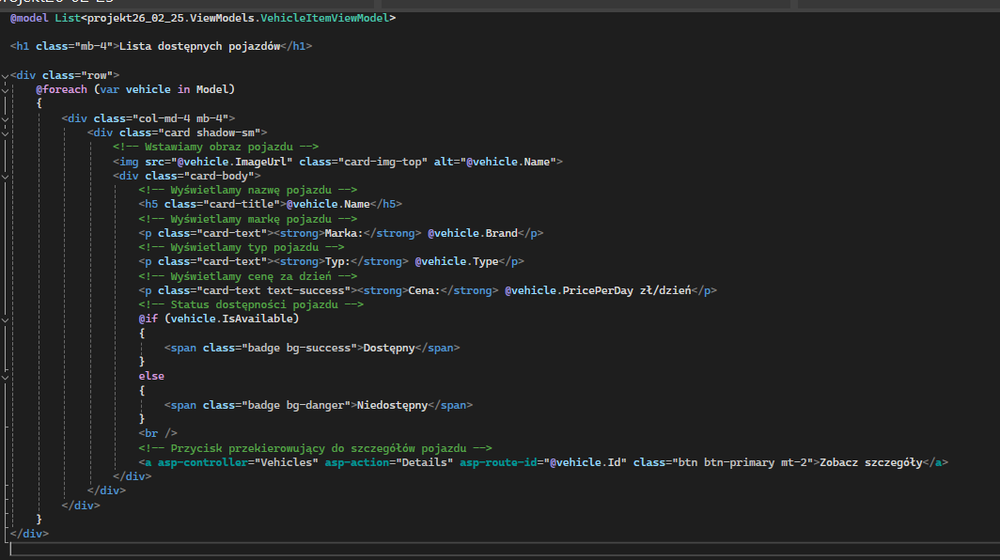 projekt26-02-25
@model List<projekt26_02_25.ViewModels.VehicleItemViewModel>
<h1 class="mb-4">Lista dostępnych pojazdów</h1>
<div class="row">
@foreach (var vehicle in Model)
{
<div class="col-md-4 mb-4">
<div class="card shadow-sm">
<!-- Wstawiamy obraz pojazdu -->
<img src="@vehicle.ImageUrl" class="card-img-top" alt="@vehicle.Name">
<div class="card-body">
<!-- Wyświetlamy nazwę pojazdu -->
<h5 class="card-title">@vehicle.Name</h5>
<!-- Wyświetlamy markę pojazdu -->
<p class="card-text"><strong>Marka:</strong> @vehicle.Brand</p>
<!-- Wyświetlamy typ pojazdu -->
<p class="card-text"><strong>Typ:</strong> @vehicle.Type</p>
<!-- Wyświetlamy cenę za dzień -->
<p class="card-text text-success"><strong>Cena:</strong> @vehicle.PricePerDay zł/dzień</p>
<!-- Status dostępności pojazdu -->
@if (vehicle.IsAvailable)
{
<span class="badge bg-success">Dostępny</span>
}
else
{
<span class="badge bg-danger">Niedostępny</span>
}
<br />
<!-- Przycisk przekierowujący do szczegółów pojazdu -->
<a asp-controller="Vehicles" asp-action="Details" asp-route-id="@vehicle.Id" class="btn btn-primary mt-2">Zobacz szczegóły</a>
</div>
</div>
</div>
}
</div>